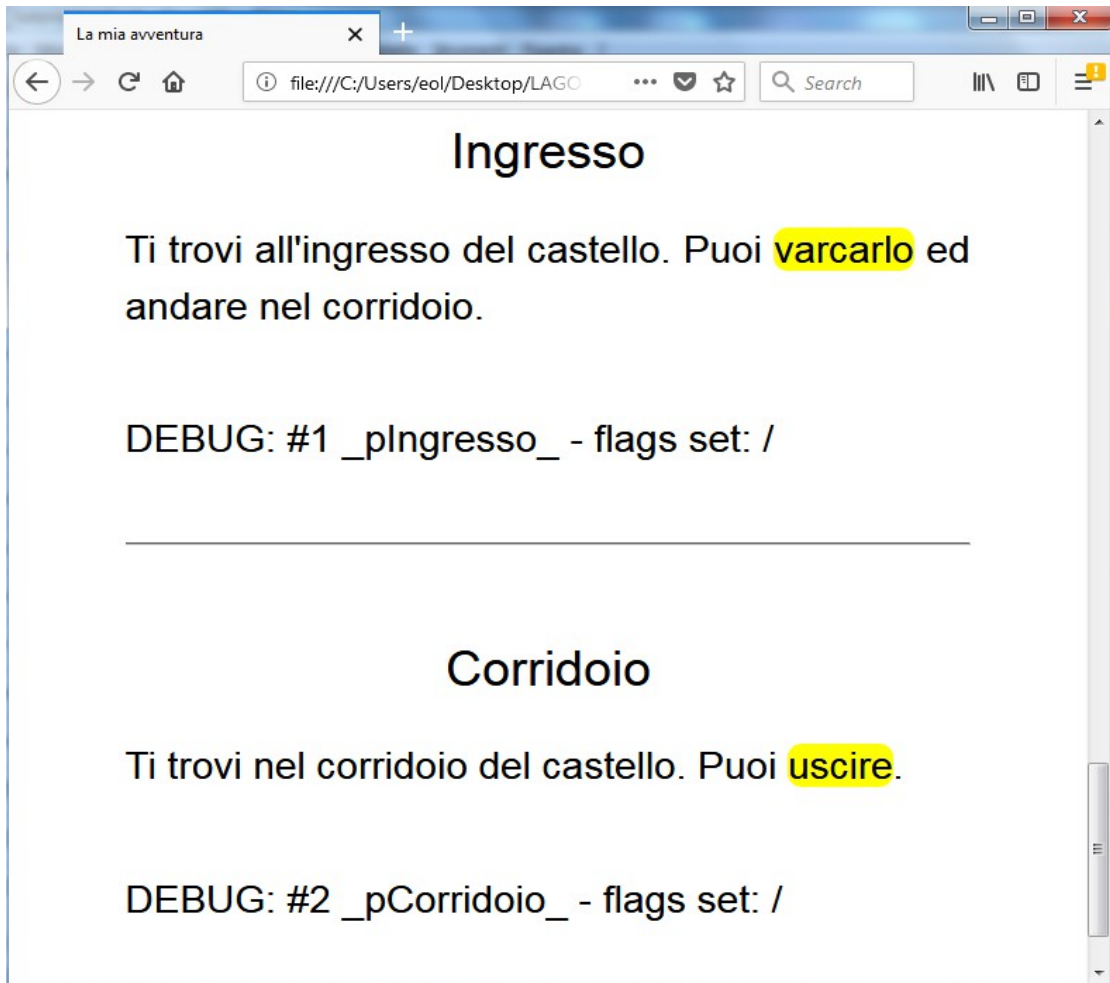 La mia avventura
file:///C:/Users/eol/Desktop/LAGO
Search
Ingresso
Ti trovi all'ingresso del castello. Puoi varcarlo ed
andare nel corridoio.
DEBUG: #1 _pIngresso_ - flags set: /
Corridoio
Ti trovi nel corridoio del castello. Puoi uscire.
DEBUG: #2 _pCorridoio_ - flags set: /